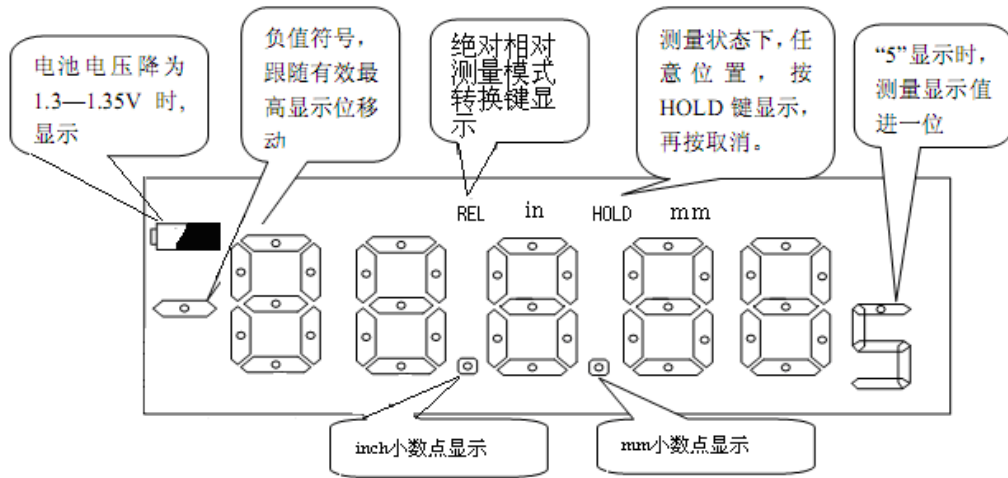 电池电压降为
1.3—1.35V 时,
显示
负值符号，
跟随有效最
高显示位移
动
绝对相对
测量模式
转换键显
示
测量状态下，任
意位置，按
HOLD 键显示，
再按取消。
“5”显示时，
测量显示值
进一位
REL in HOLD mm
inch小数点显示
mm小数点显示